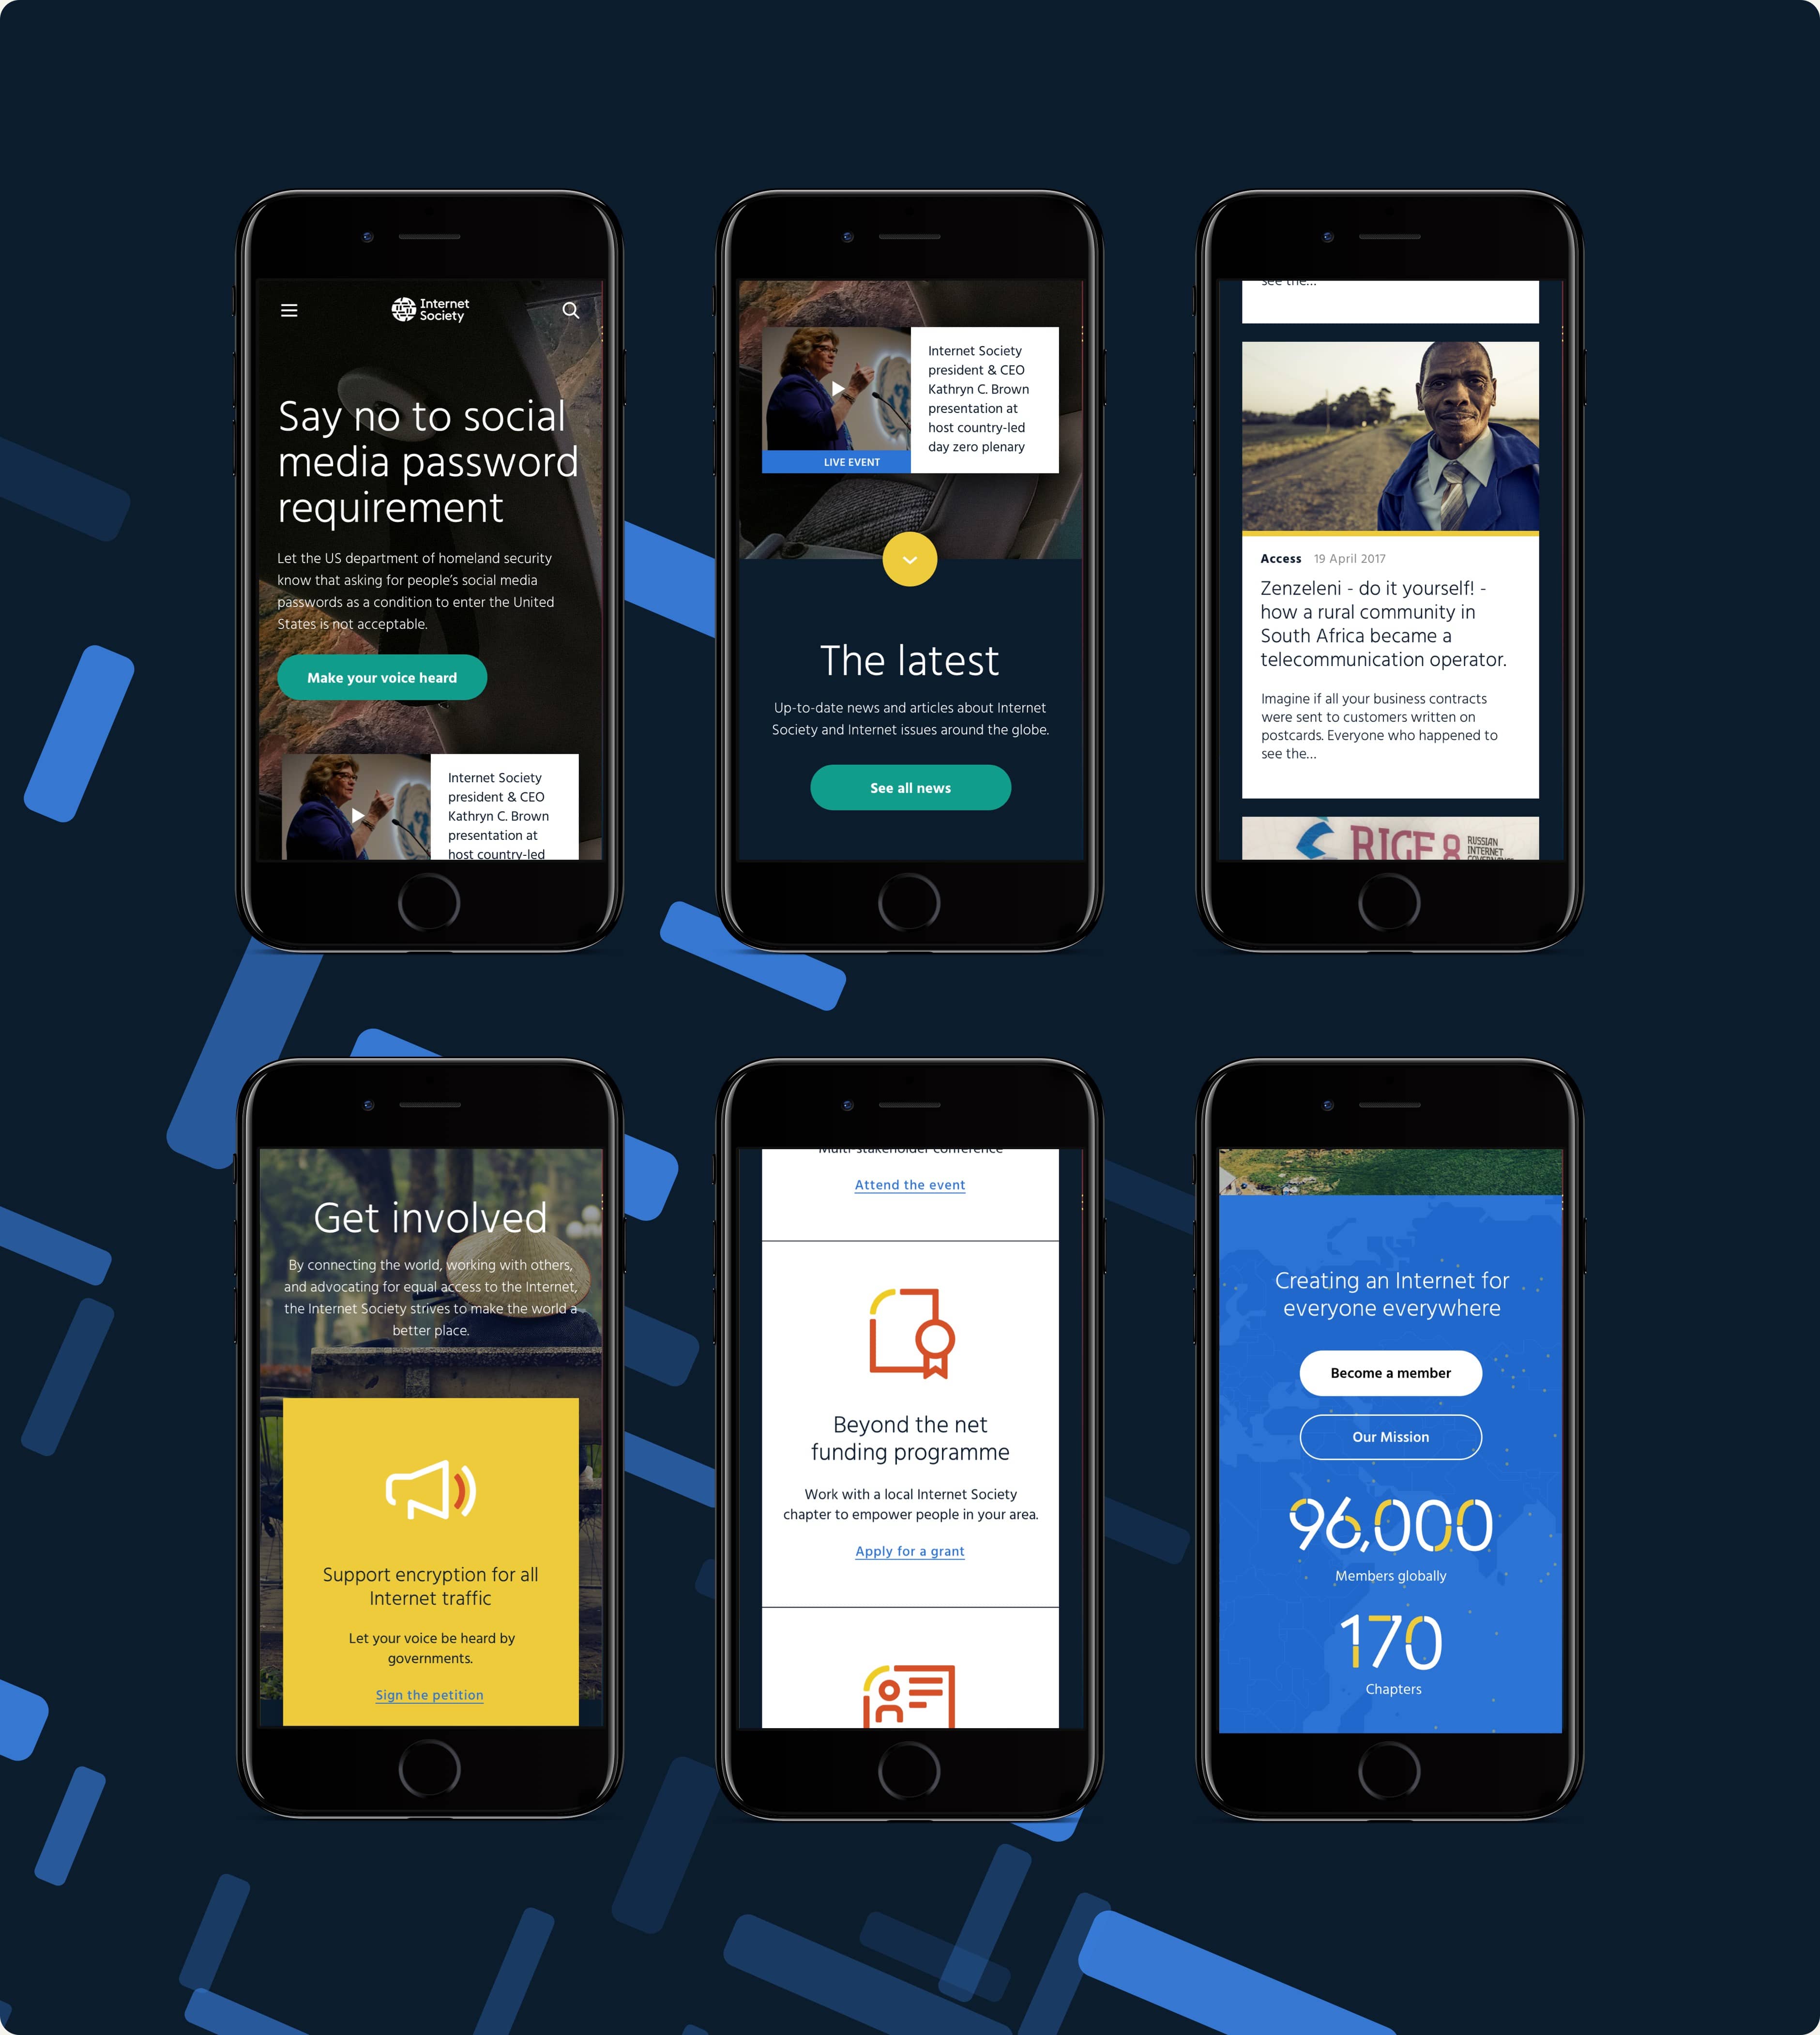 Internet
Society
Say no to social
media password
requirement
Let the US department of homeland security
know that asking for people's social media
passwords as a condition to enter the United
States is not acceptable.
Make your voice heard
Internet Society
president & CEO
Kathryn C. Brown
presentation at
host country-led
Internet Society
president & CEO
Kathryn C. Brown
presentation at
host country-led
day zero plenary
LIVE EVENT
The latest
Up-to-date news and articles about Internet
Society and Internet issues around the globe.
See all news
see the...
Access 19 April 2017
Zenzeleni - do it yourself! -
how a rural community in
South Africa became a
telecommunication operator.
Imagine if all your business contracts
were sent to customers written on
postcards. Everyone who happened to
see the...
RIGF 8
RUSSIAN
INTERNET
Get involved
By connecting the world, working with others,
and advocating for equal access to the Internet,
the Internet Society strives to make the world a
better place.
Support encryption for all
Internet traffic
Let your voice be heard by
governments.
Sign the petition
Multi-stakeholder conference
Attend the event
Beyond the net
funding programme
Work with a local Internet Society
chapter to empower people in your area.
Apply for a grant
Creating an Internet for
everyone everywhere
Become a member
Our Mission
96,000
Members globally
170
Chapters